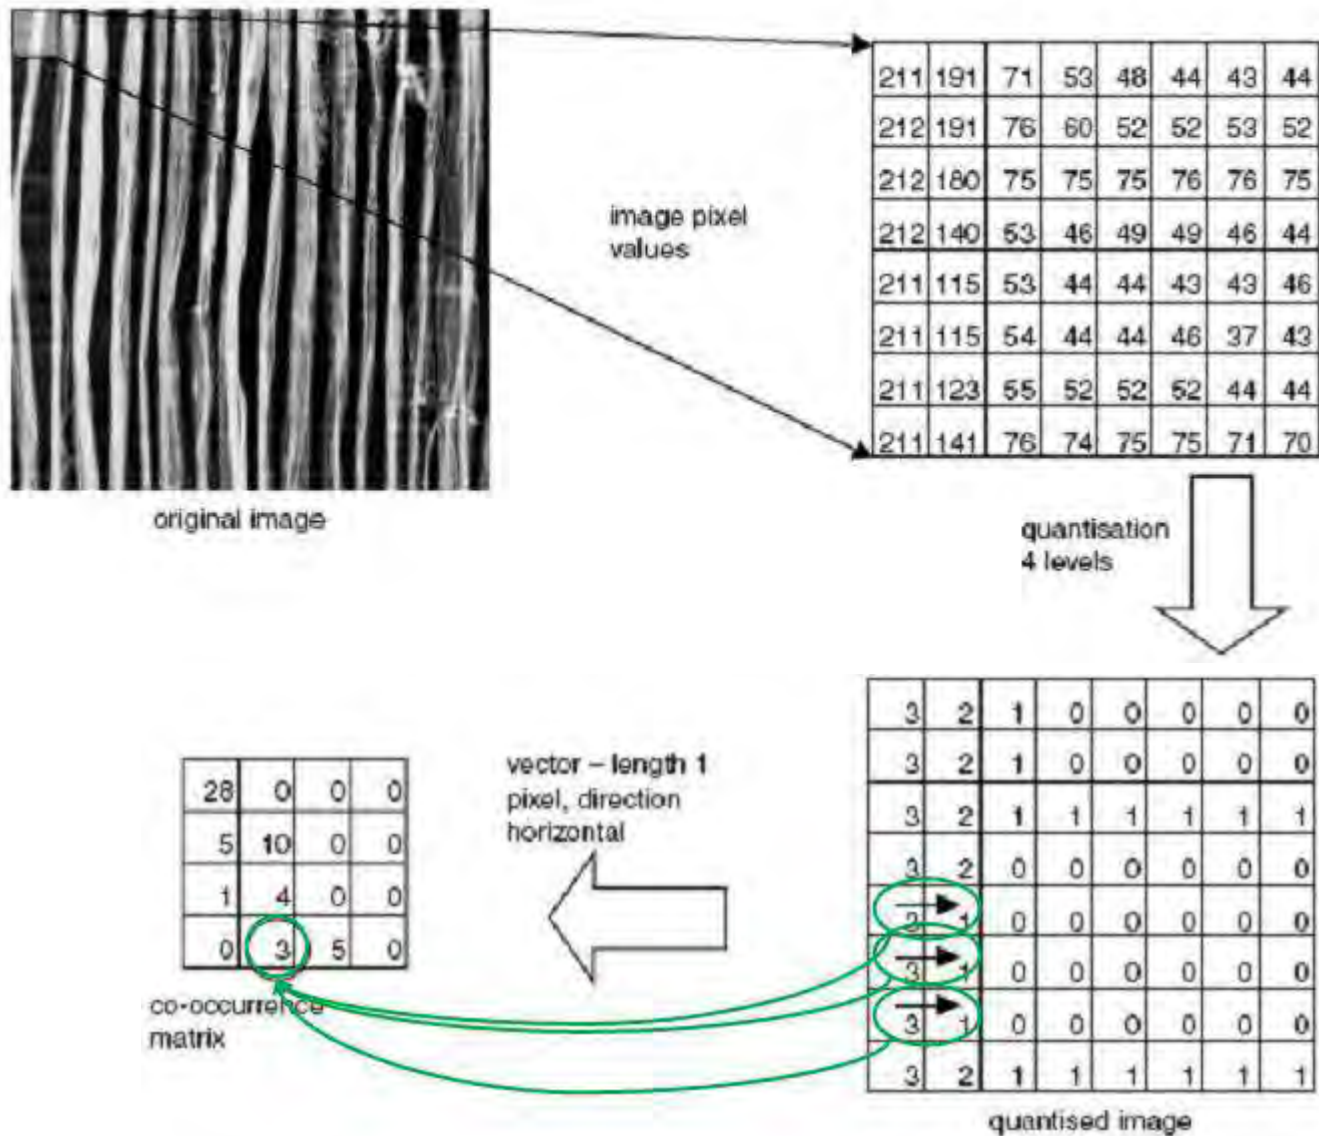 211 191 71 53 48 44 43 44
212 191 76 60 52 52 53 52
212 180 75 75 75 76 76 75
212 140 53 46 49 49 46 44
211 115 53 44 44 43 43 46
211 115 54 44 44 46 37 43
211 123 55 52 52 52 44 44
211 141 76 74 75 75 71 70
image pixel
values
original image
quantisation
4 levels
3 2 1 0 0 0 0 0
3 2 1 0 0 0 0 0
3 2 1 1 1 1 1 1
3 2 0 0 0 0 0 0
3 1 0 0 0 0 0 0
3 1 0 0 0 0 0 0
3 1 0 0 0 0 0 0
3 2 1 1 1 1 1 1
quantised image
vector – length 1
pixel, direction
horizontal
28 0 0 0
5 10 0 0
1 4 0 0
0 3 5 0
co-occurrence
matrix